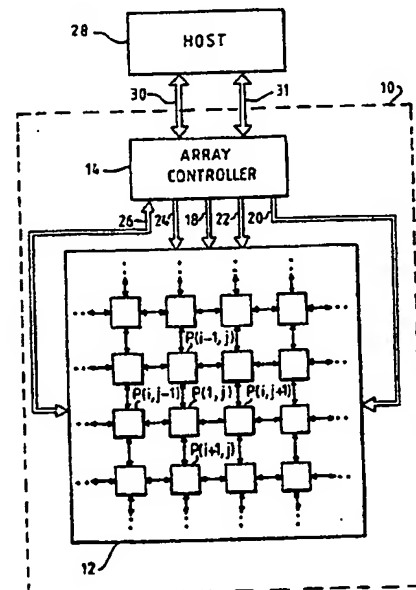 28
HOST
30
31
10
14
ARRAY
CONTROLLER
26
24
18
22
20
P(i-1, j)
P(i, j-1)
P(1, j)
P(i, j+1)
P(i+1, j)
12